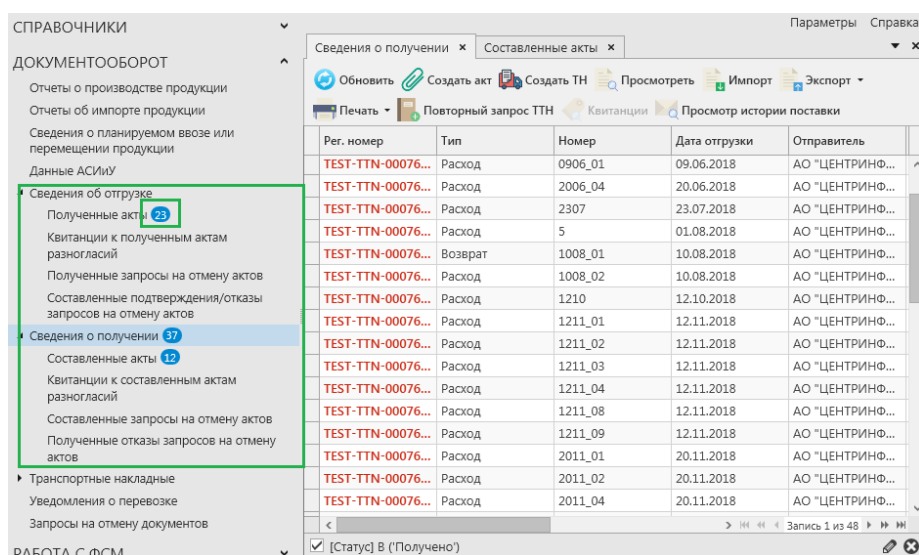 Параметры Справка
СПРАВОЧНИКИ
ДОКУМЕНТООБОРОТ
Отчеты о производстве продукции
Отчеты об импорте продукции
Сведения о планируемом ввозе или
перемещении продукции
Данные АСИиУ
Сведения об отгрузке
Полученные акты 23
Квитанции к полученным актам
разногласий
Полученные запросы на отмену актов
Составленные подтверждения/отказы
запросов на отмену актов
Сведения о получении 37
Составленные акты 12
Квитанции к составленным актам
разногласий
Составленные запросы на отмену актов
Полученные отказы запросов на отмену
актов
Транспортные накладные
Уведомления о перевозке
Запросы на отмену документов
РАБОТА С ФСМ
Сведения о получении × Составленные акты ×
Обновить Создать акт Создать ТН Просмотреть Импорт Экспорт
Печать Повторный запрос ТТН Квитанции Просмотр истории поставки
Рег. номер Тип Номер Дата отгрузки Отправитель
TEST-TTN-00076... Расход 0906_01 09.06.2018 АО "ЦЕНТРИНФ...
TEST-TTN-00076... Расход 2006_04 20.06.2018 АО "ЦЕНТРИНФ...
TEST-TTN-00076... Расход 2307 23.07.2018 АО "ЦЕНТРИНФ...
TEST-TTN-00076... Расход 5 01.08.2018 АО "ЦЕНТРИНФ...
TEST-TTN-00076... Возврат 1008_01 10.08.2018 АО "ЦЕНТРИНФ...
TEST-TTN-00076... Расход 1008_02 10.08.2018 АО "ЦЕНТРИНФ...
TEST-TTN-00076... Расход 1210 12.10.2018 АО "ЦЕНТРИНФ...
TEST-TTN-00076... Расход 1211_01 12.11.2018 АО "ЦЕНТРИНФ...
TEST-TTN-00076... Расход 1211_02 12.11.2018 АО "ЦЕНТРИНФ...
TEST-TTN-00076... Расход 1211_03 12.11.2018 АО "ЦЕНТРИНФ...
TEST-TTN-00076... Расход 1211_04 12.11.2018 АО "ЦЕНТРИНФ...
TEST-TTN-00076... Расход 1211_08 12.11.2018 АО "ЦЕНТРИНФ...
TEST-TTN-00076... Расход 1211_09 12.11.2018 АО "ЦЕНТРИНФ...
TEST-TTN-00076... Расход 2011_01 20.11.2018 АО "ЦЕНТРИНФ...
TEST-TTN-00076... Расход 2011_02 20.11.2018 АО "ЦЕНТРИНФ...
TEST-TTN-00076... Расход 2011_04 20.11.2018 АО "ЦЕНТРИНФ...
Запись 1 из 48
[Статус] В ('Получено')